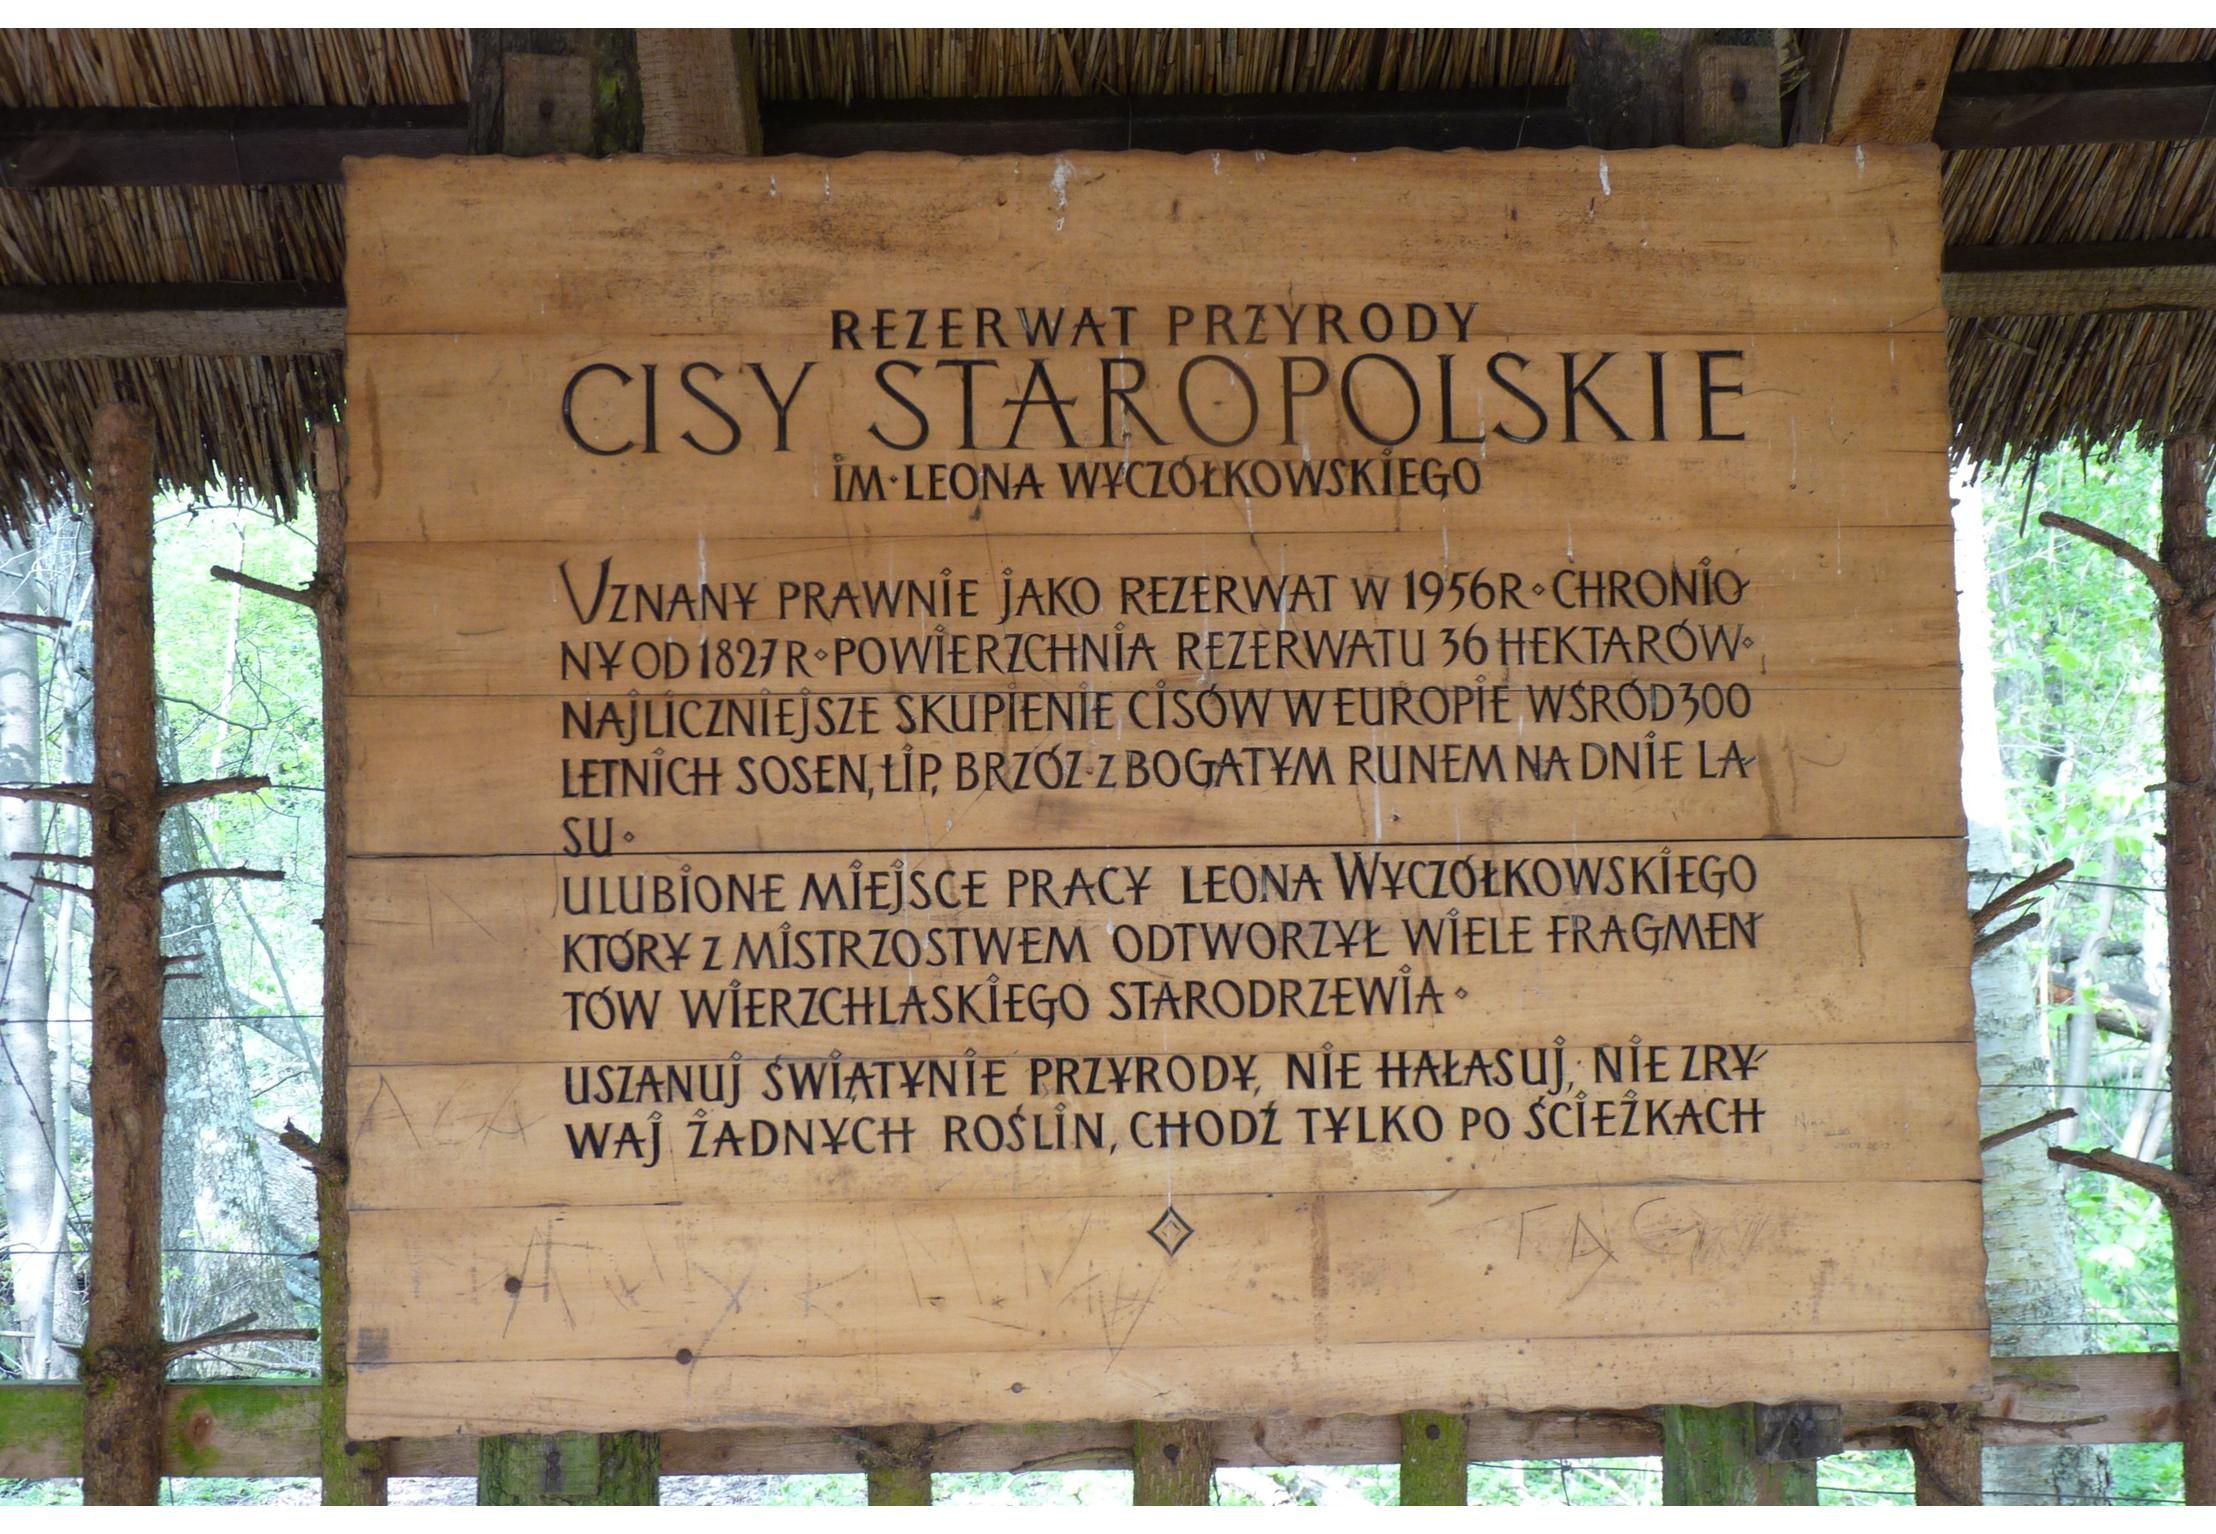 REZERWAT PRZYRODY
CISY STAROPOLSKIE
IM·LEONA WYCZÓŁKOWSKIEGO
UZNANY PRAWNIE JAKO REZERWAT W 1956R·CHRONIO-
NY OD 1827 R·POWIERZCHNIA REZERWATU 36 HEKTARÓW·
NAJLICZNIEJSZE SKUPIENIE CISÓW W EUROPIE WŚRÓD 300
LETNICH SOSEN, LIP, BRZÓZ·Z BOGATYM RUNEM NA DNIE LA-
SU·
ULUBIONE MIEJSCE PRACY LEONA WYCZÓŁKOWSKIEGO
KTÓRY Z MISTRZOSTWEM ODTWORZYŁ WIELE FRAGMEN-
TÓW WIERZCHLASKIEGO STARODRZEWIA·
USZANUJ ŚWIĄTYNIE PRZYRODY, NIE HAŁASUJ, NIE ZRY-
WAJ ŻADNYCH ROŚLIN, CHODŹ TYLKO PO ŚCIEŻKACH
AGA